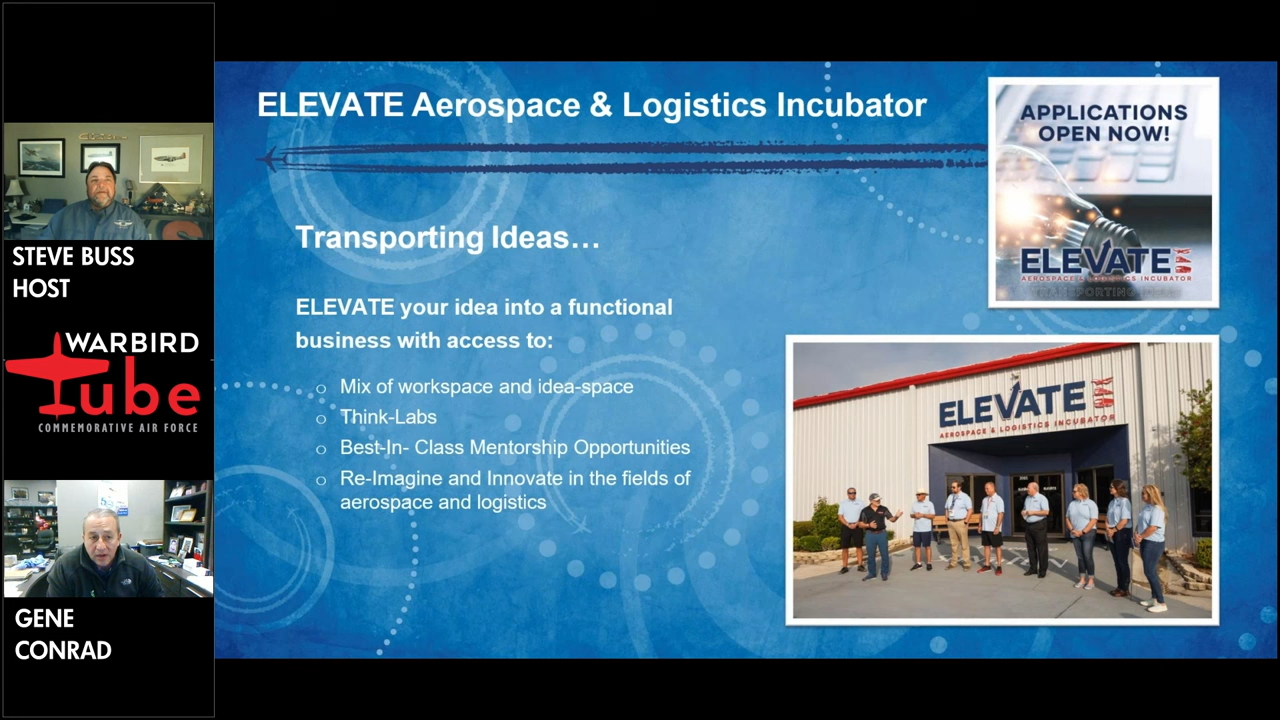 STEVE BUSS
HOST
WARBIRD
Tube
COMMEMORATIVE AIR FORCE
GENE
CONRAD
ELEVATE Aerospace & Logistics Incubator
Transporting Ideas…
ELEVATE your idea into a functional
business with access to:
Mix of workspace and idea-space
Think-Labs
Best-In- Class Mentorship Opportunities
Re-Imagine and Innovate in the fields of
aerospace and logistics
APPLICATIONS
OPEN NOW!
ELEVATE
AEROSPACE & LOGISTICS INCUBATOR
ELEVATE
AEROSPACE & LOGISTICS INCUBATOR